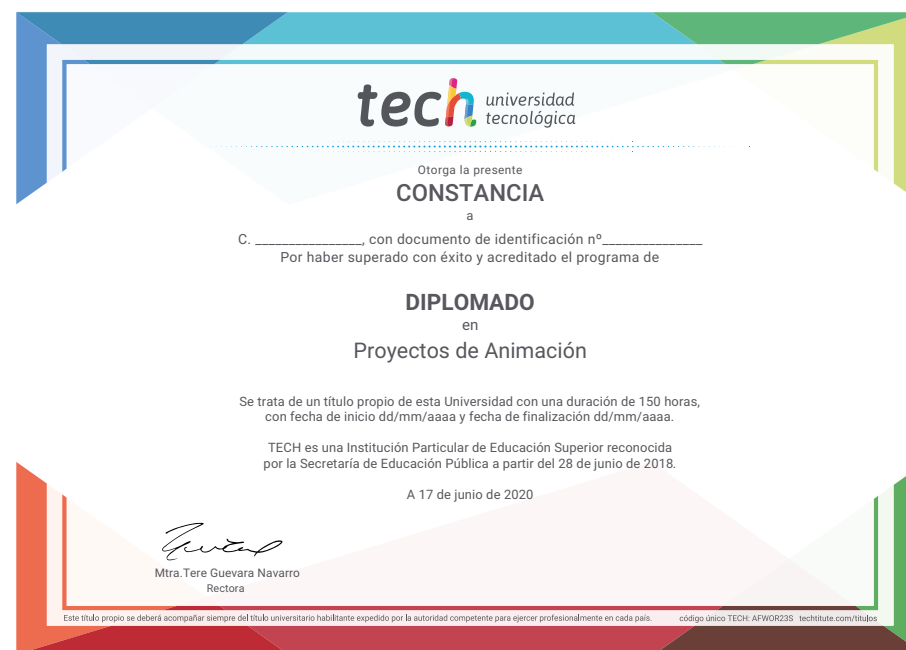 tech universidad
tecnológica
Otorga la presente
CONSTANCIA
a
C. ________________, con documento de identificación nº_______________
Por haber superado con éxito y acreditado el programa de
DIPLOMADO
en
Proyectos de Animación
Se trata de un título propio de esta Universidad con una duración de 150 horas,
con fecha de inicio dd/mm/aaaa y fecha de finalización dd/mm/aaaa.
TECH es una Institución Particular de Educación Superior reconocida
por la Secretaría de Educación Pública a partir del 28 de junio de 2018.
A 17 de junio de 2020
Mtra.Tere Guevara Navarro
Rectora
Este título propio se deberá acompañar siempre del título universitario habilitante expedido por la autoridad competente para ejercer profesionalmente en cada país. código único TECH: AFWOR23S techtitute.com/titulos